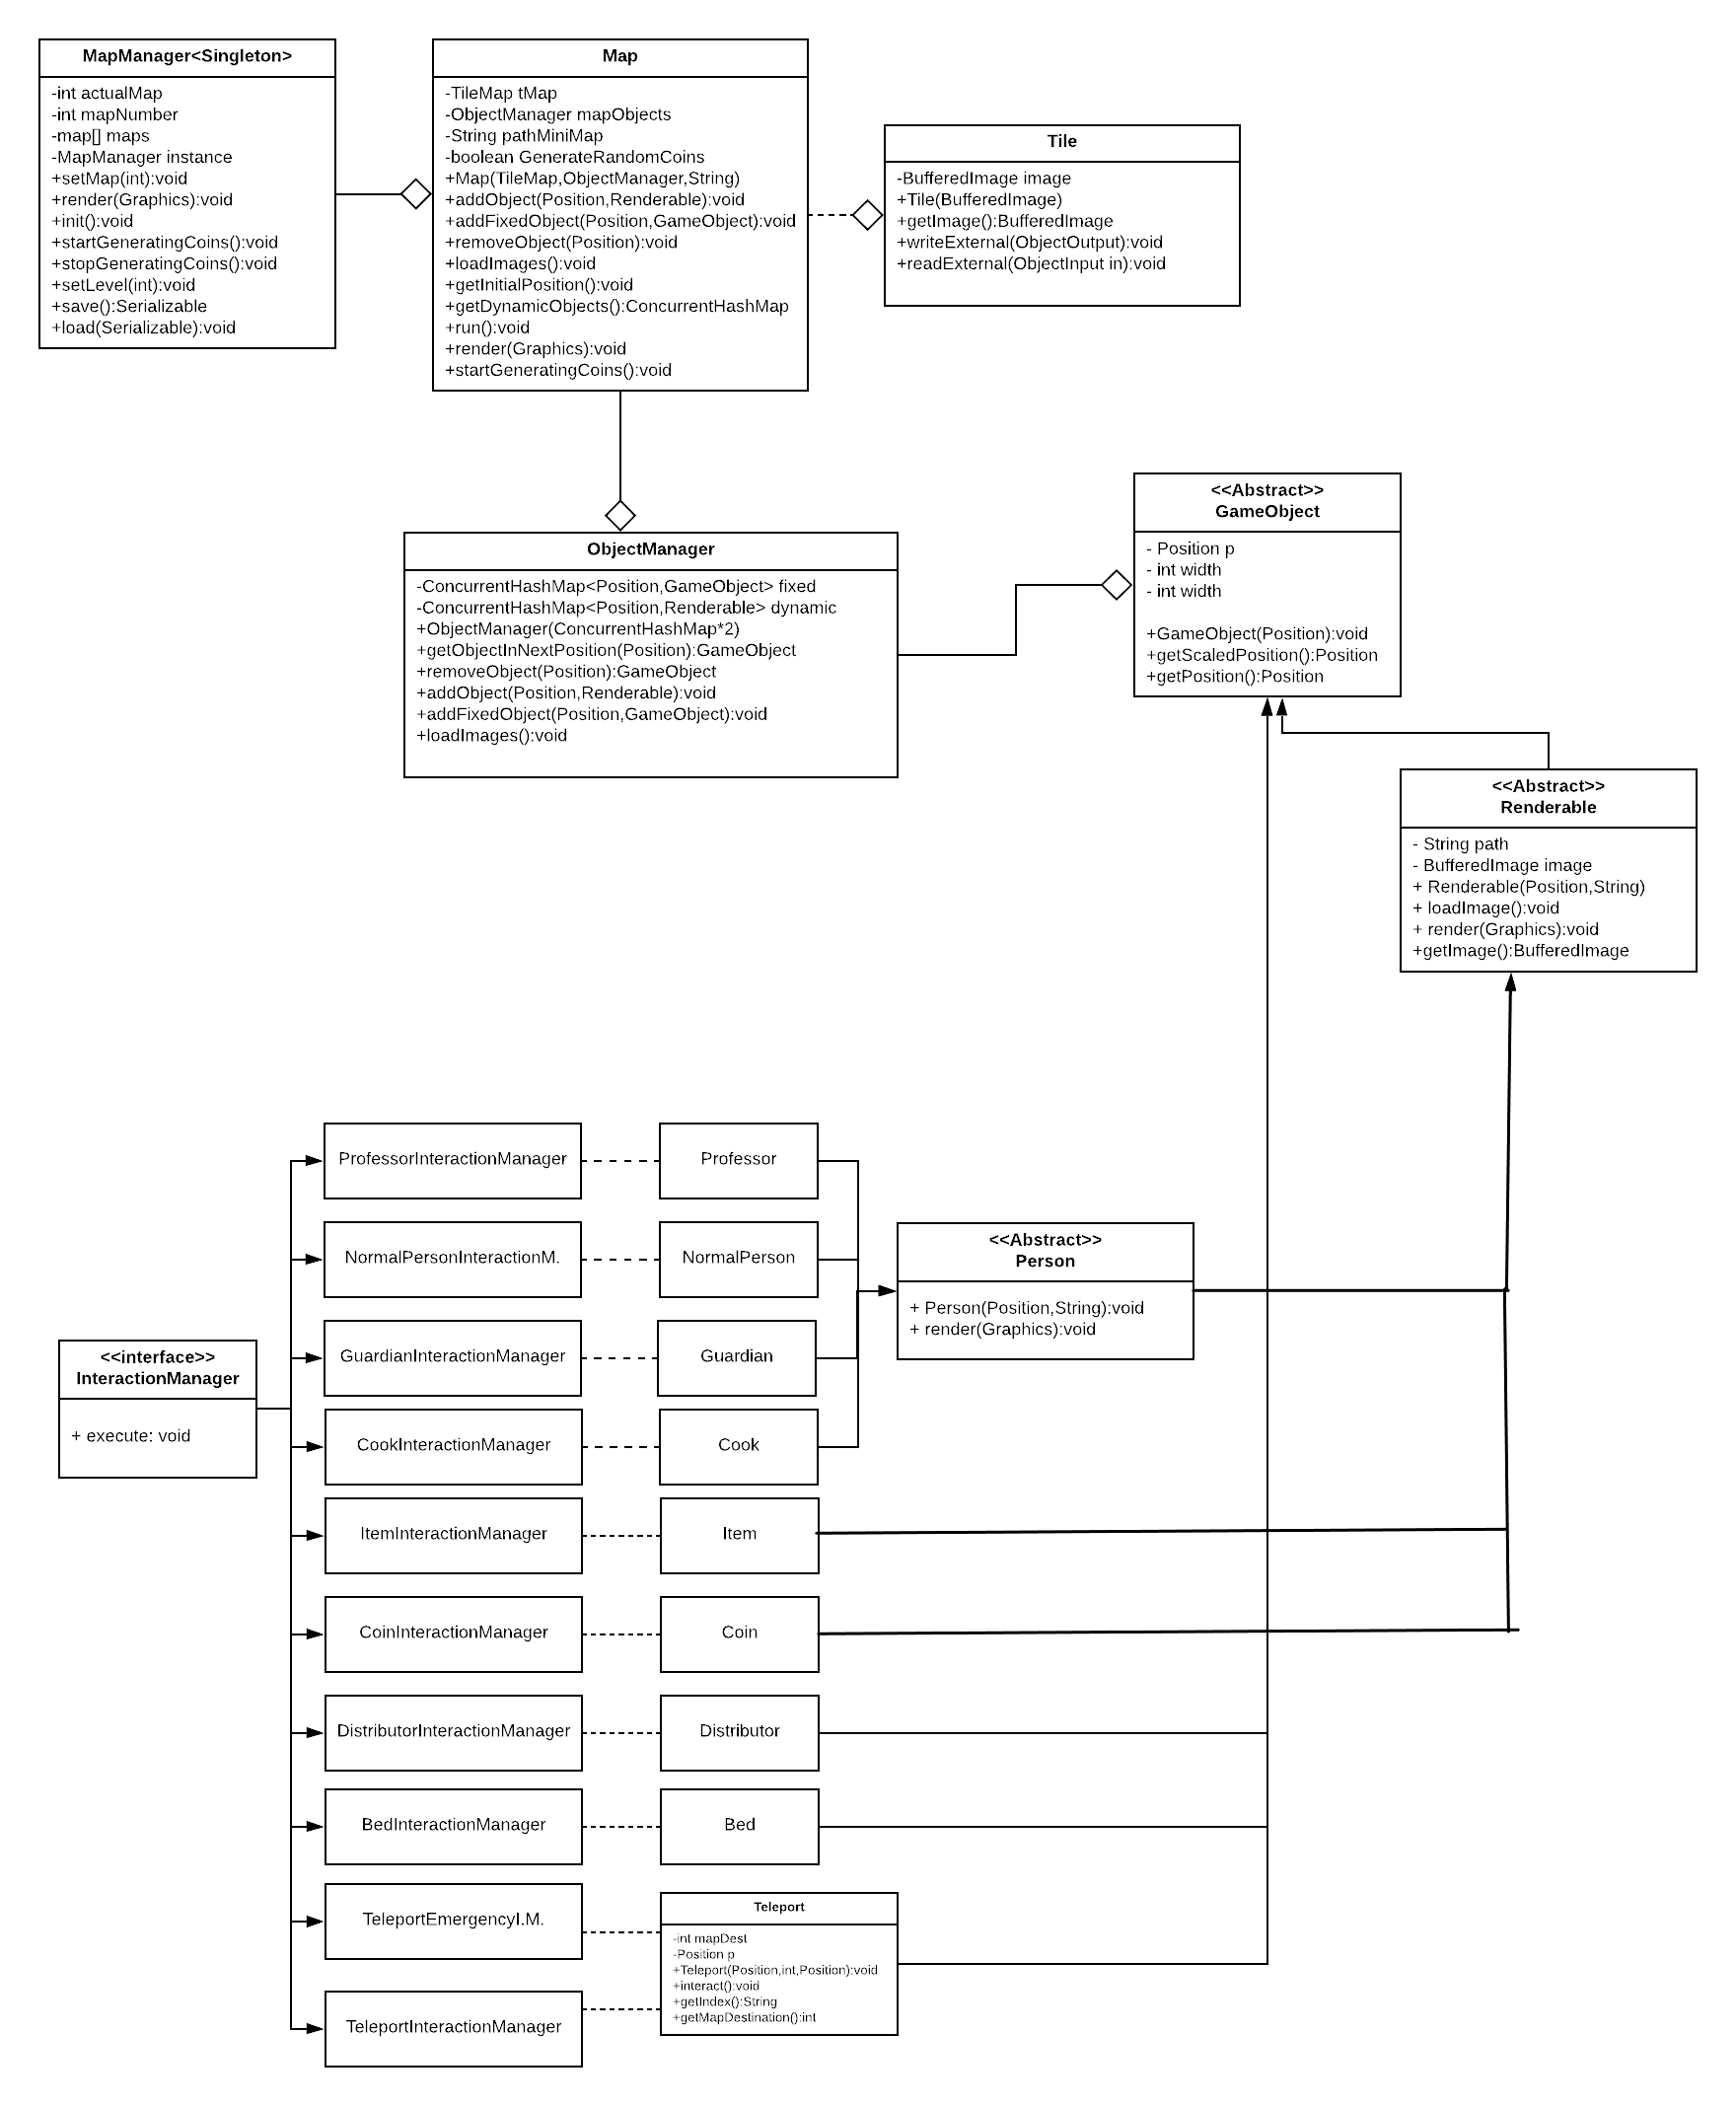 MapManager<Singleton>
-int actualMap
-int mapNumber
-map[] maps
-MapManager instance
+setMap(int):void
+render(Graphics):void
+init():void
+startGeneratingCoins():void
+stopGeneratingCoins():void
+setLevel(int):void
+save():Serializable
+load(Serializable):void
Map
-TileMap tMap
-ObjectManager mapObjects
-String pathMiniMap
-boolean GenerateRandomCoins
+Map(TileMap,ObjectManager,String)
+addObject(Position,Renderable):void
+addFixedObject(Position,GameObject):void
+removeObject(Position):void
+loadImages():void
+getInitialPosition():void
+getDynamicObjects():ConcurrentHashMap
+run():void
+render(Graphics):void
+startGeneratingCoins():void
Tile
-BufferedImage image
+Tile(BufferedImage)
+getImage():BufferedImage
+writeExternal(ObjectOutput):void
+readExternal(ObjectInput in):void
ObjectManager
-ConcurrentHashMap<Position,GameObject> fixed
-ConcurrentHashMap<Position,Renderable> dynamic
+ObjectManager(ConcurrentHashMap*2)
+getObjectInNextPosition(Position):GameObject
+removeObject(Position):GameObject
+addObject(Position,Renderable):void
+addFixedObject(Position,GameObject):void
+loadImages():void
<<Abstract>>
GameObject
- Position p
- int width
- int width
+GameObject(Position):void
+getScaledPosition():Position
+getPosition():Position
<<Abstract>>
Renderable
- String path
- BufferedImage image
+ Renderable(Position,String)
+ loadImage():void
+ render(Graphics):void
+getImage():BufferedImage
<<interface>>
InteractionManager
+ execute: void
ProfessorInteractionManager
Professor
NormalPersonInteractionM.
NormalPerson
GuardianInteractionManager
Guardian
CookInteractionManager
Cook
<<Abstract>>
Person
+ Person(Position,String):void
+ render(Graphics):void
ItemInteractionManager
Item
CoinInteractionManager
Coin
DistributorInteractionManager
Distributor
BedInteractionManager
Bed
TeleportEmergencyI.M.
TeleportInteractionManager
Teleport
-int mapDest
-Position p
+Teleport(Position,int,Position):void
+interact():void
+getIndex():String
+getMapDestination():int